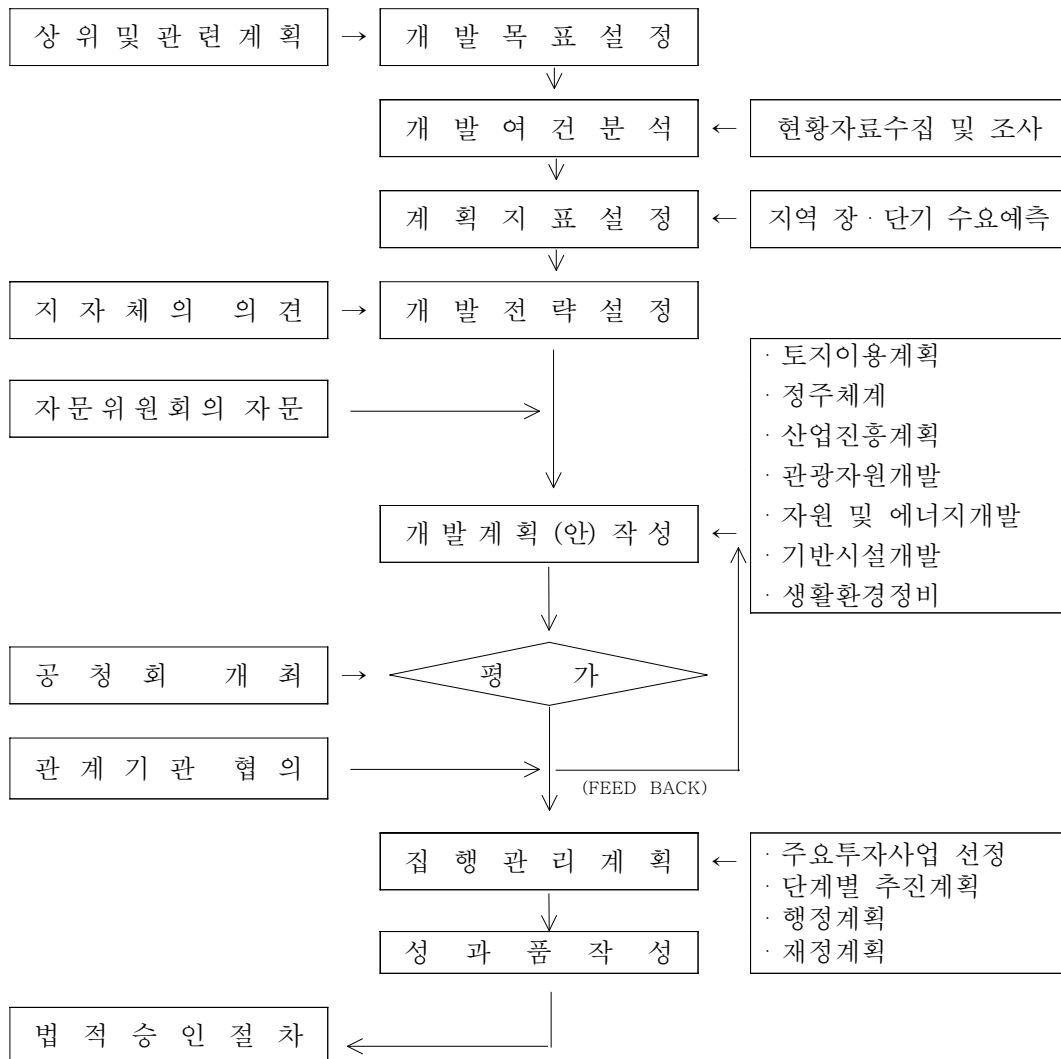 상위및관련계획 → 개발목표설정
개발여건분석 ← 현황자료수집 및 조사
계획지표설정 ← 지역 장·단기 수요예측
지자체의 의견 → 개발전략설정
자문위원회의 자문
· 토지이용계획
· 정주체계
· 산업진흥계획
· 관광자원개발
· 자원 및 에너지개발
· 기반시설개발
· 생활환경정비
개발계획(안)작성 ←
공청회 개최 → 평가
관계기관 협의
(FEED BACK)
집행관리계획 ←
· 주요투자사업 선정
· 단계별 추진계획
· 행정계획
· 재정계획
성과품작성
법적승인절차